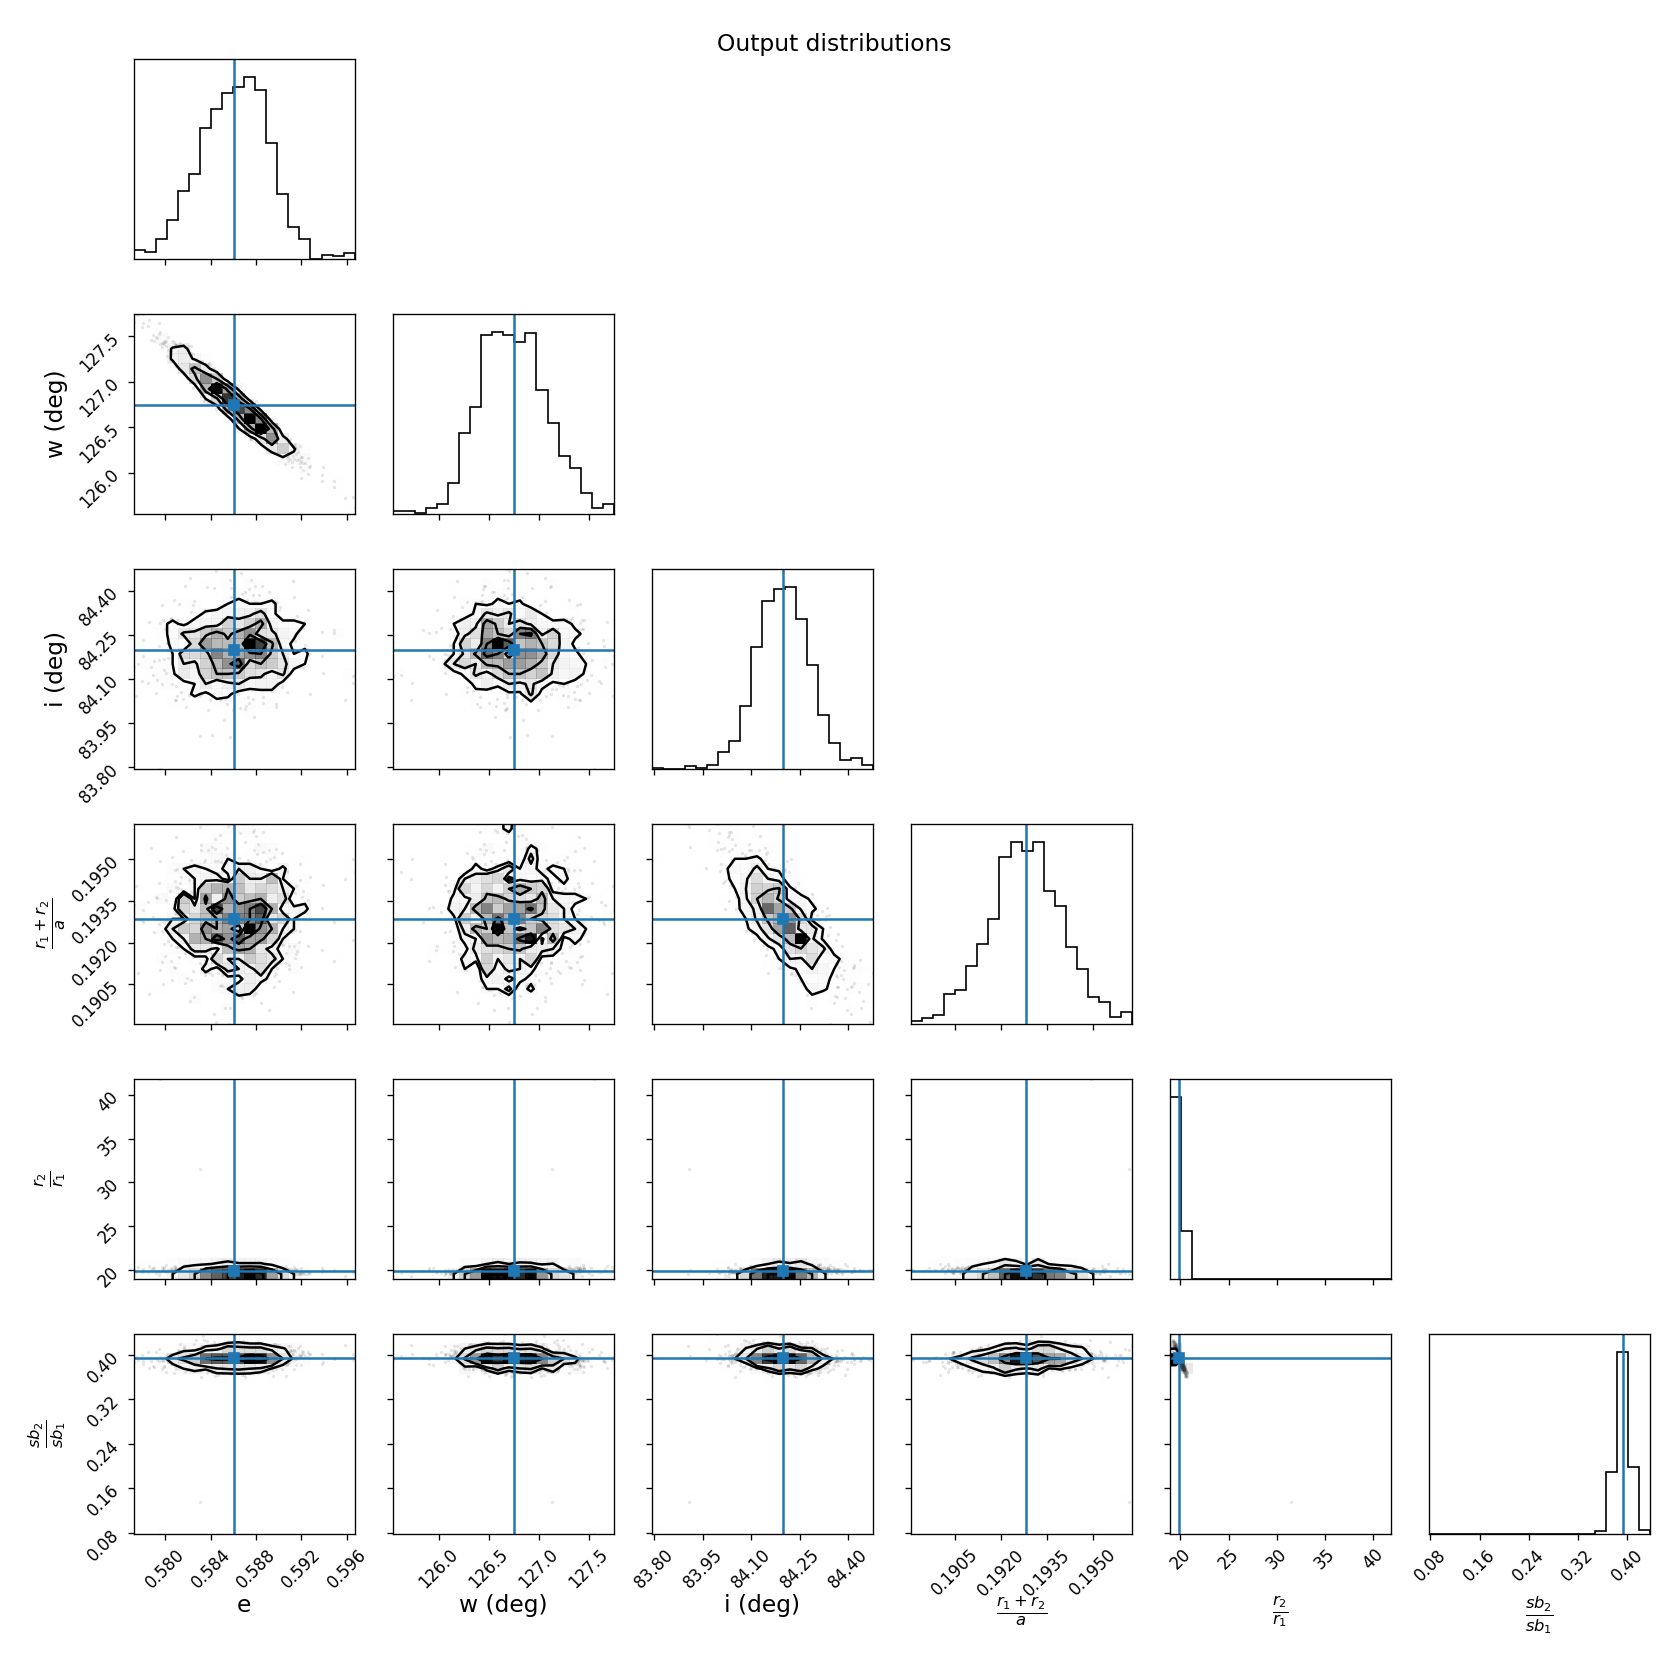 Output distributions
w (deg)
127.5
127.0
126.5
126.0
i (deg)
84.40
84.25
84.10
83.95
83.80
r₁ + r₂
a
0.1950
0.1935
0.1920
0.1905
r₂
r₁
40
35
30
25
20
sb₂
sb₁
0.40
0.32
0.24
0.16
0.08
0.580 0.584 0.588 0.592 0.596 126.0 126.5 127.0 127.5 83.80 83.95 84.10 84.25 84.40 0.1905 0.1920 0.1935 0.1950 20 25 30 35 40 0.08 0.16 0.24 0.32 0.40
e w (deg) i (deg) r₁ + r₂ / a r₂ / r₁ sb₂ / sb₁